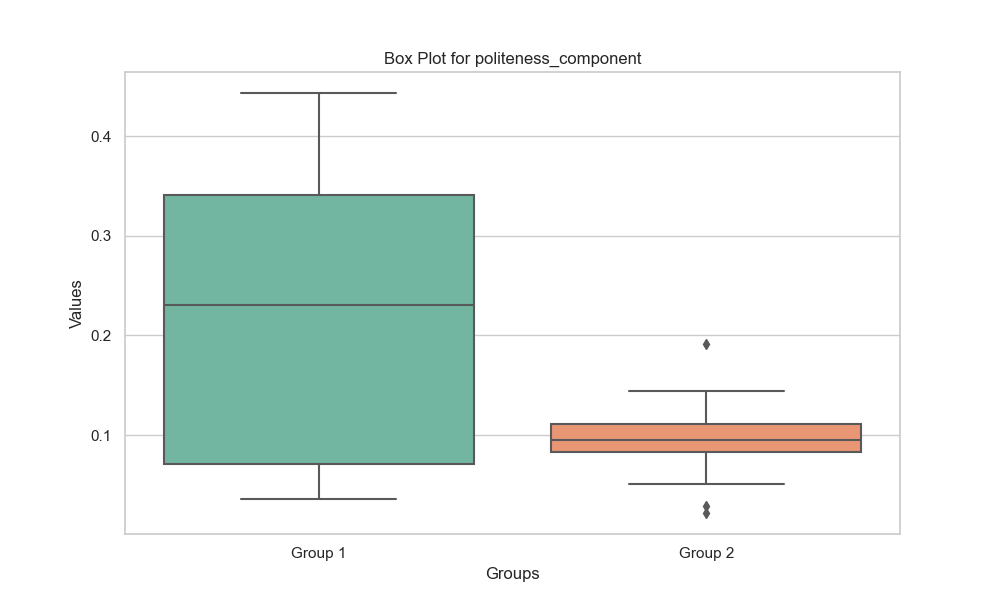 Box Plot for politeness_component
Values
0.4
0.3
0.2
0.1
Group 1
Group 2
Groups